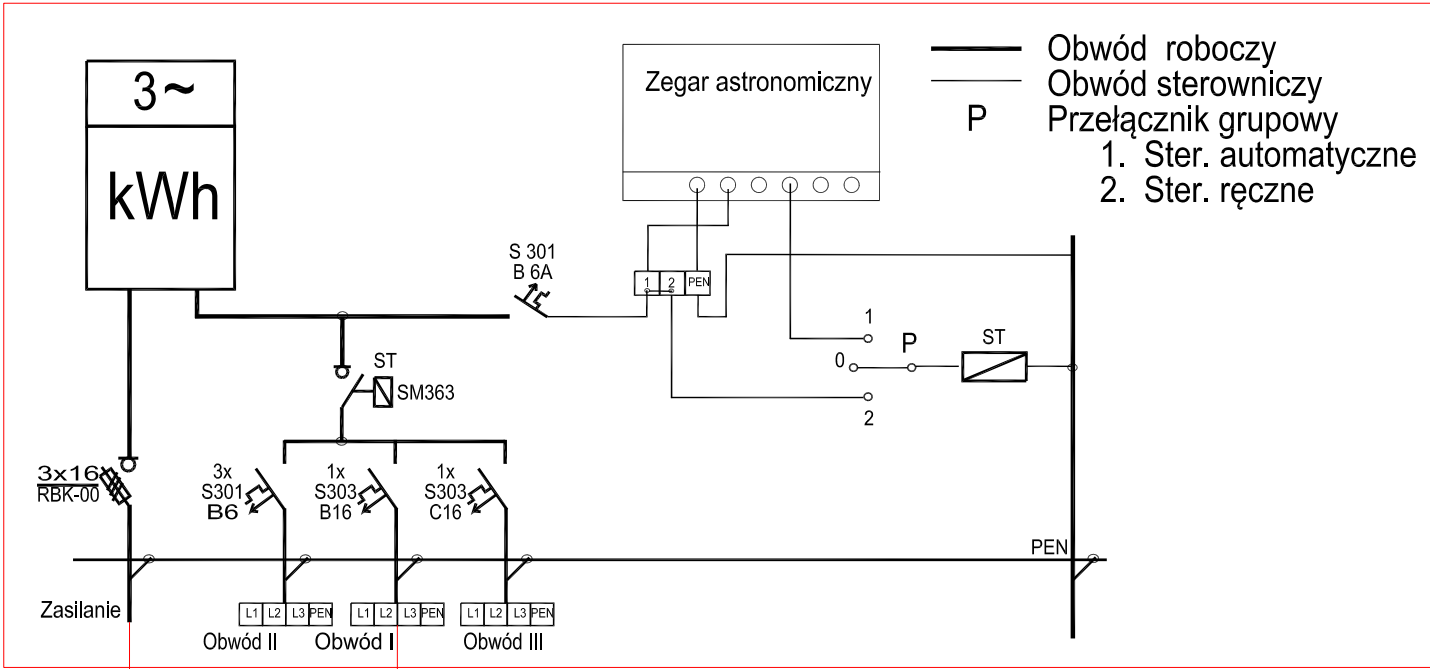 3~
kWh
Zegar astronomiczny
Obwód roboczy
Obwód sterowniczy
P Przełącznik grupowy
1. Ster. automatyczne
2. Ster. ręczne
S 301
B 6A
1 2 PEN
1
P
0
2
ST
ST
SM363
3x16
RBK-00
3x
S301
B6
1x
S303
B16
1x
S303
C16
PEN
Zasilanie
L1 L2 L3 PEN
L1 L2 L3 PEN
L1 L2 L3 PEN
Obwód II
Obwód I
Obwód III